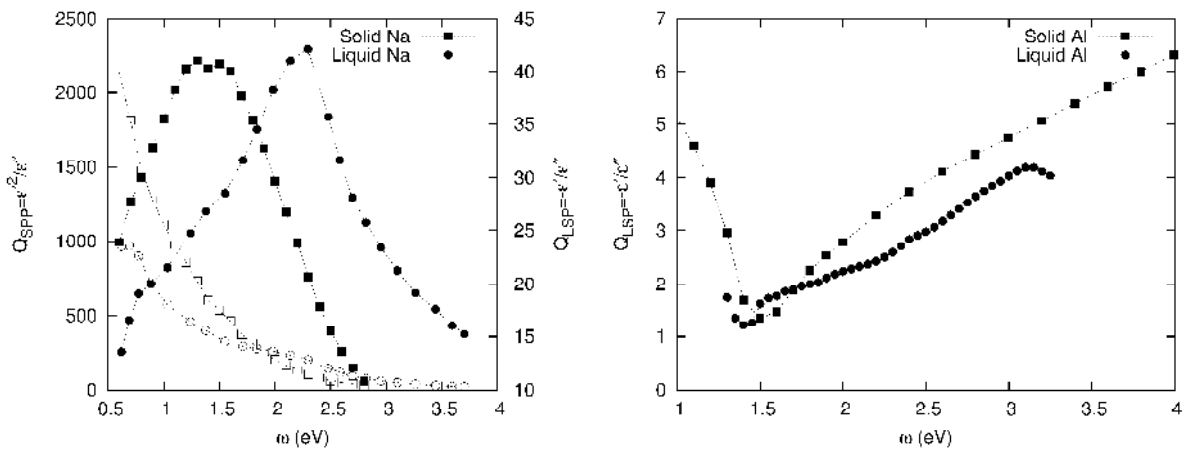 Solid Na
Liquid Na
2500
2000
1500
1000
500
0
Q_SPP=ε'²/ε''
45
40
35
30
25
20
15
10
Q_LSP=-ε'/ε''
0.5 1 1.5 2 2.5 3 3.5 4
ω (eV)
Solid Al
Liquid Al
7
6
5
4
3
2
1
0
Q_LSP=-ε'/ε''
1 1.5 2 2.5 3 3.5 4
ω (eV)